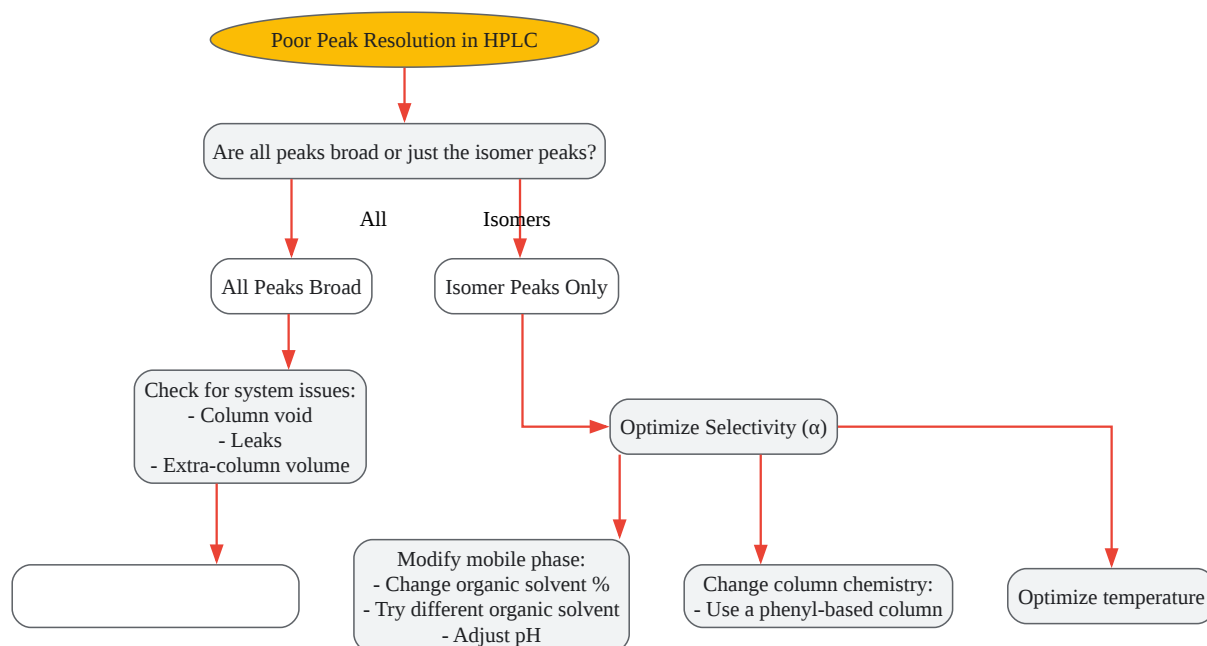 Poor Peak Resolution in HPLC
Are all peaks broad or just the isomer peaks?
All
Isomers
All Peaks Broad
Isomer Peaks Only
Check for system issues:
- Column void
- Leaks
- Extra-column volume
Optimize Selectivity (α)
Modify mobile phase:
- Change organic solvent %
- Try different organic solvent
- Adjust pH
Change column chemistry:
- Use a phenyl-based column
Optimize temperature